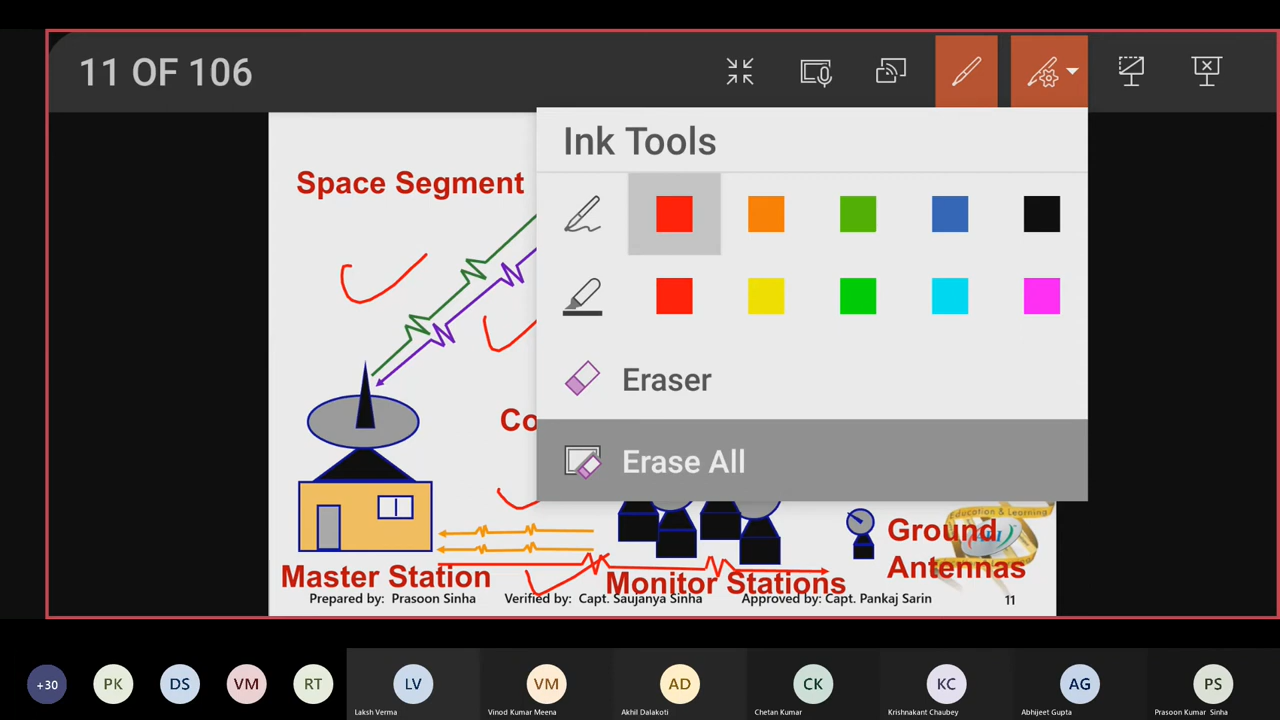 11 OF 106
Ink Tools
Space Segment
Eraser
Co
Erase All
Education & Learning
Ground
Antennas
Master Station
Monitor Stations
Prepared by: Prasoon Sinha
Verified by: Capt. Saujanya Sinha
Approved by: Capt. Pankaj Sarin
11
+30
PK
DS
VM
RT
LV
VM
AD
CK
KC
AG
PS
Laksh Verma
Vinod Kumar Meena
Akhil Dalakoti
Chetan Kumar
Krishnakant Chaubey
Abhijeet Gupta
Prasoon Kumar Sinha